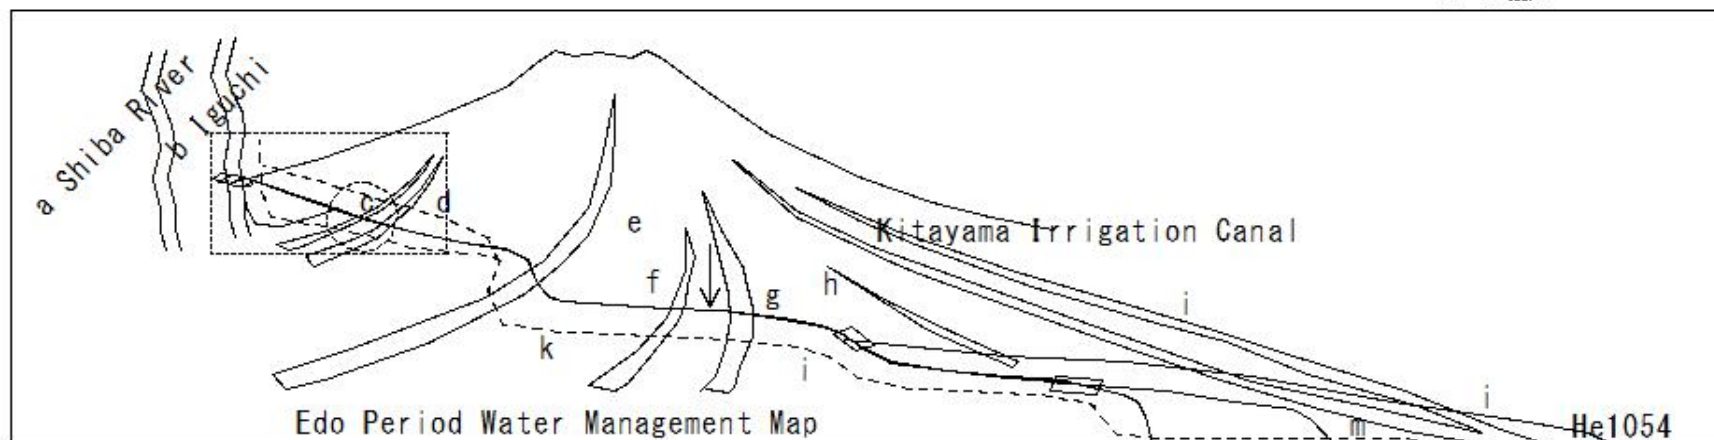 a Shiba River
b Iguchi
c
d
e
Kitayama Irrigation Canal
f
g
h
i
k
i
i
Edo Period Water Management Map
m
He1054